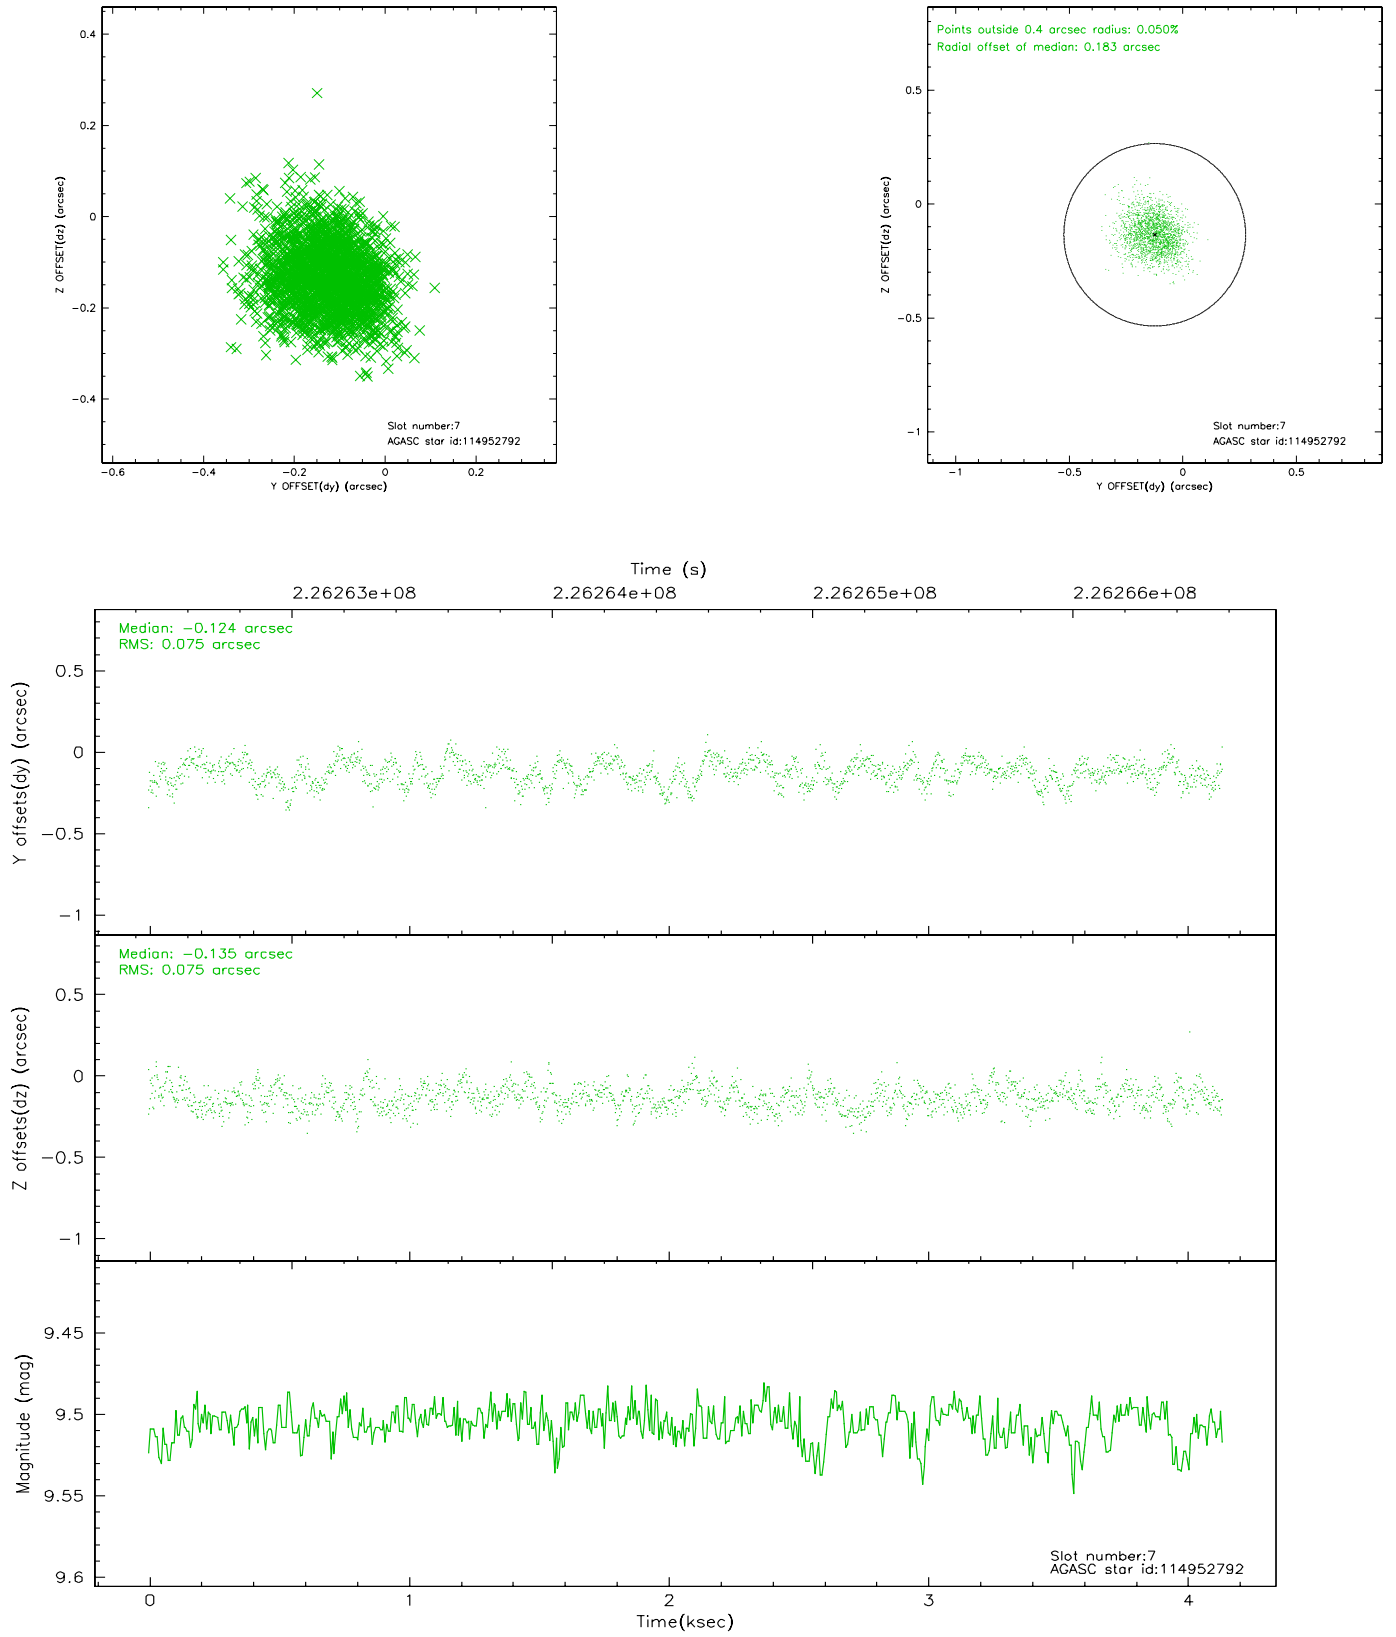 0.4
0.2
0
−0.2
−0.4
Z OFFSET(dz) (arcsec)
Slot number:7
AGASC star id:114952792
−0.6
−0.4
−0.2
0
0.2
Y OFFSET(dy) (arcsec)
Points outside 0.4 arcsec radius: 0.050%
Radial offset of median: 0.183 arcsec
0.5
0
−0.5
−1
Z OFFSET(dz) (arcsec)
Slot number:7
AGASC star id:114952792
−1
−0.5
0
0.5
Y OFFSET(dy) (arcsec)
Time (s)
2.26263e+08
2.26264e+08
2.26265e+08
2.26266e+08
Median: −0.124 arcsec
RMS: 0.075 arcsec
0.5
0
−0.5
−1
Y offsets(dy) (arcsec)
Median: −0.135 arcsec
RMS: 0.075 arcsec
0.5
0
−0.5
−1
Z offsets(dz) (arcsec)
9.45
9.5
9.55
9.6
Magnitude (mag)
Slot number:7
AGASC star id:114952792
0
1
2
3
4
Time(ksec)